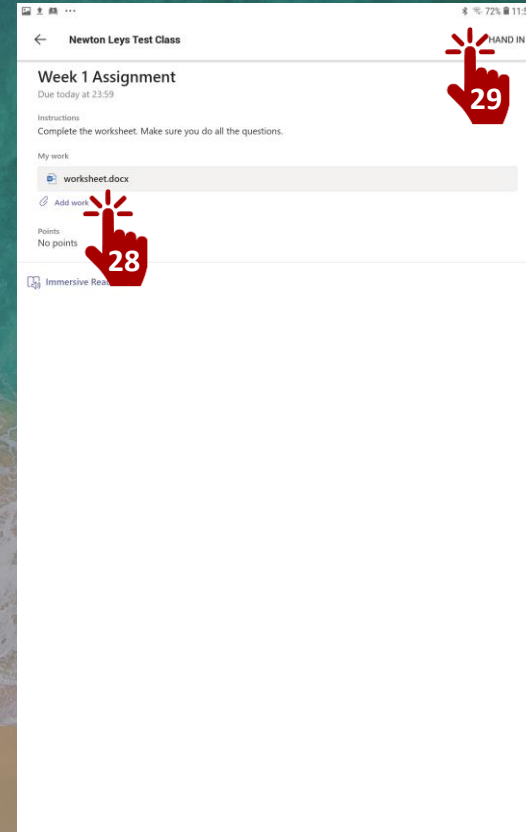 72% 11:5
Newton Leys Test Class
HAND IN
29
Week 1 Assignment
Due today at 23:59
Instructions
Complete the worksheet. Make sure you do all the questions.
My work
worksheet.docx
Add work
Points
No points
28
Immersive